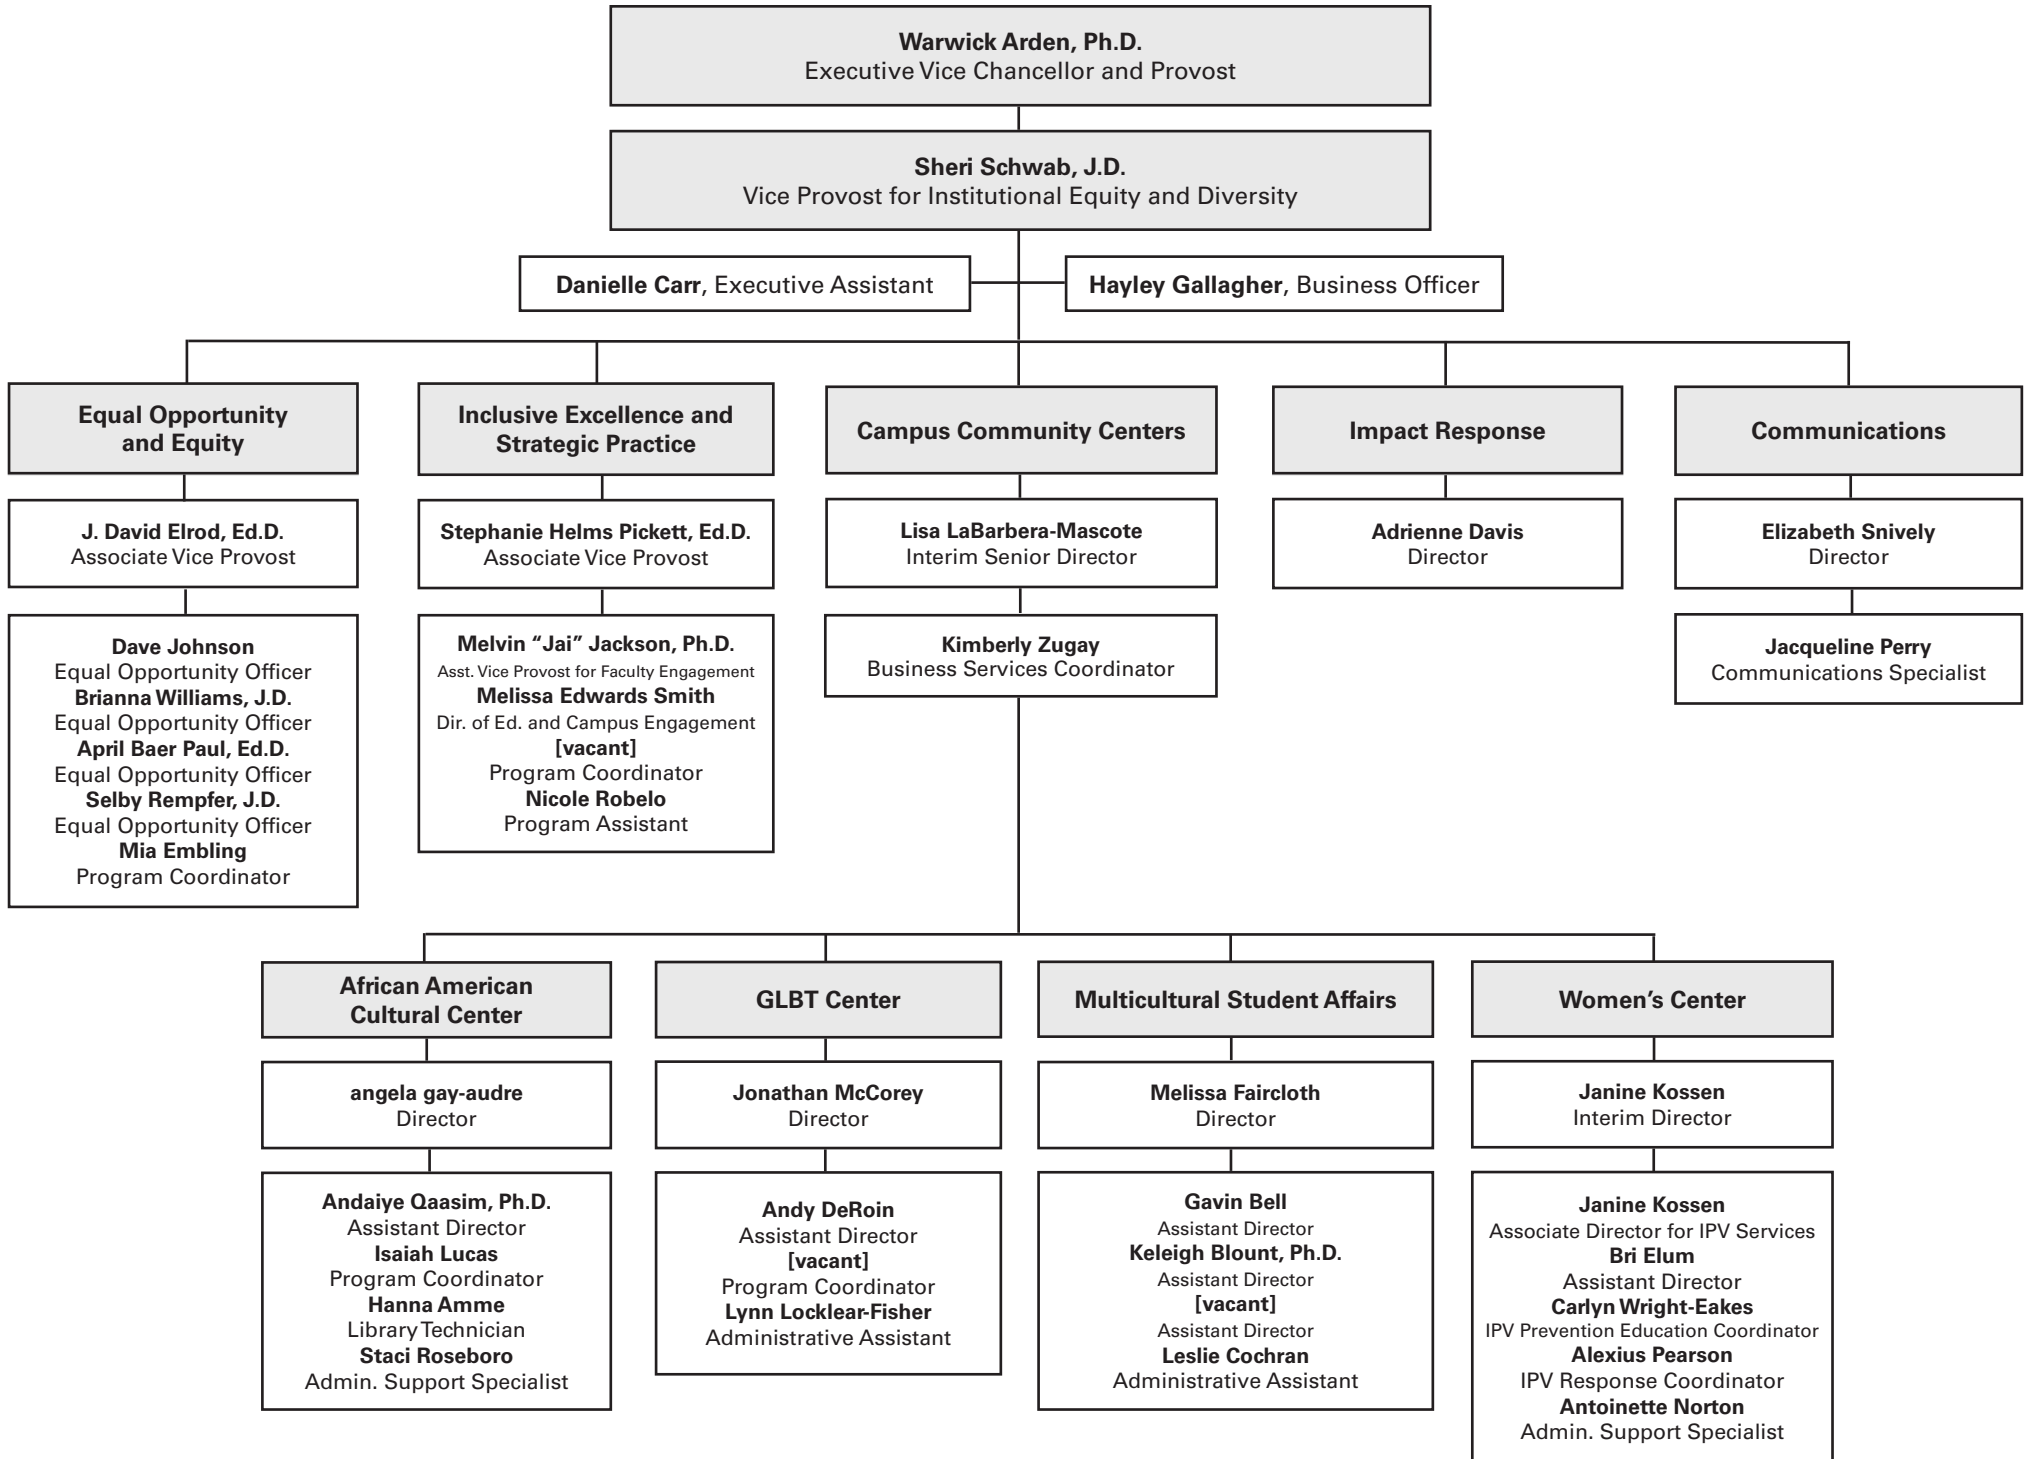 Warwick Arden, Ph.D.
Executive Vice Chancellor and Provost
Sheri Schwab, J.D.
Vice Provost for Institutional Equity and Diversity
Danielle Carr, Executive Assistant
Hayley Gallagher, Business Officer
Equal Opportunity
and Equity
J. David Elrod, Ed.D.
Associate Vice Provost
Dave Johnson
Equal Opportunity Officer
Brianna Williams, J.D.
Equal Opportunity Officer
April Baer Paul, Ed.D.
Equal Opportunity Officer
Selby Rempfer, J.D.
Equal Opportunity Officer
Mia Embling
Program Coordinator
Inclusive Excellence and
Strategic Practice
Stephanie Helms Pickett, Ed.D.
Associate Vice Provost
Melvin “Jai” Jackson, Ph.D.
Asst. Vice Provost for Faculty Engagement
Melissa Edwards Smith
Dir. of Ed. and Campus Engagement
[vacant]
Program Coordinator
Nicole Robelo
Program Assistant
Campus Community Centers
Lisa LaBarbera-Mascote
Interim Senior Director
Kimberly Zugay
Business Services Coordinator
Impact Response
Adrienne Davis
Director
Communications
Elizabeth Snively
Director
Jacqueline Perry
Communications Specialist
African American
Cultural Center
angela gay-audre
Director
Andaiye Qaasim, Ph.D.
Assistant Director
Isaiah Lucas
Program Coordinator
Hanna Amme
Library Technician
Staci Roseboro
Admin. Support Specialist
GLBT Center
Jonathan McCorey
Director
Andy DeRoin
Assistant Director
[vacant]
Program Coordinator
Lynn Locklear-Fisher
Administrative Assistant
Multicultural Student Affairs
Melissa Faircloth
Director
Gavin Bell
Assistant Director
Keleigh Blount, Ph.D.
Assistant Director
[vacant]
Assistant Director
Leslie Cochran
Administrative Assistant
Women’s Center
Janine Kossen
Interim Director
Janine Kossen
Associate Director for IPV Services
Bri Elum
Assistant Director
Carlyn Wright-Eakes
IPV Prevention Education Coordinator
Alexius Pearson
IPV Response Coordinator
Antoinette Norton
Admin. Support Specialist